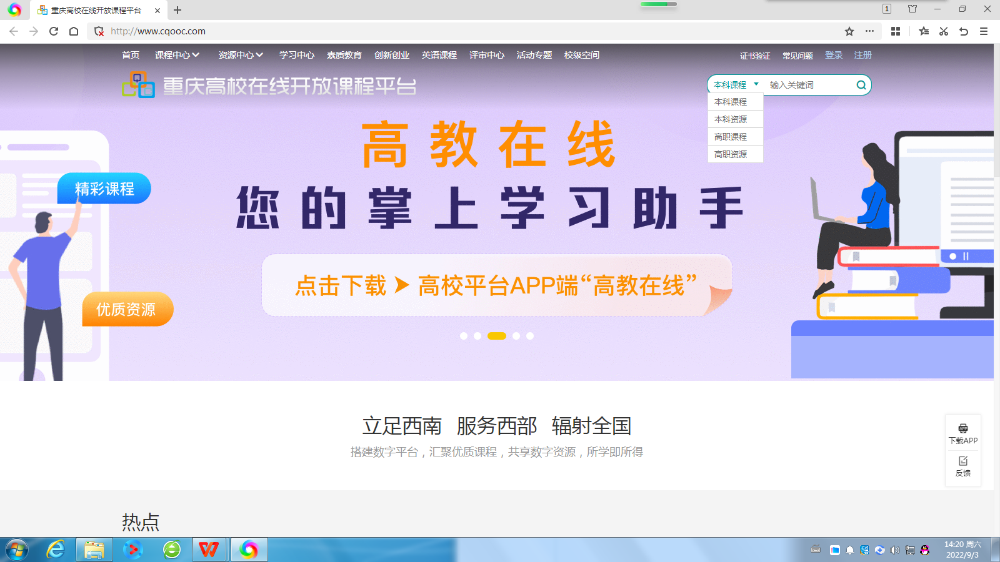 重庆高校在线开放课程平台
1
http://www.cqooc.com
首页 课程中心 资源中心 学习中心 素质教育 创新创业 英语课程 评审中心 活动专题 校级空间 证书验证 常见问题 登录 注册
重庆高校在线开放课程平台
本科课程 输入关键词
本科课程
本科资源
高职课程
高职资源
高教在线
精彩课程
您的掌上学习助手
点击下载 高校平台APP端“高教在线”
优质资源
立足西南 服务西部 辐射全国
搭建数字平台，汇聚优质课程，共享数字资源，所学即所得
APP
下载APP
反馈
热点
14:20 周六
2022/9/3